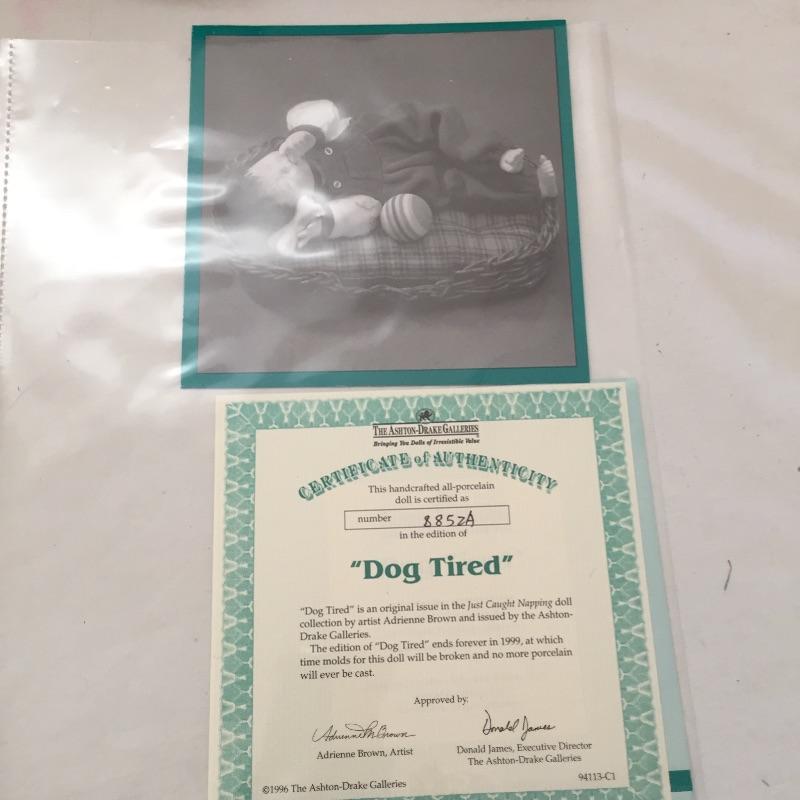 THE ASHTON-DRAKE GALLERIES
Bringing You Dolls of Irresistible Value
CERTIFICATE of AUTHENTICITY
This handcrafted all-porcelain
doll is certified as
number 8852A
in the edition of
"Dog Tired"
"Dog Tired" is an original issue in the Just Caught Napping doll
collection by artist Adrienne Brown and issued by the Ashton-
Drake Galleries.
The edition of "Dog Tired" ends forever in 1999, at which
time molds for this doll will be broken and no more porcelain
will ever be cast.
Approved by:
Adrienne Brown Donald James
Adrienne Brown, Artist
Donald James, Executive Director
The Ashton-Drake Galleries
©1996 The Ashton-Drake Galleries
94113-C1